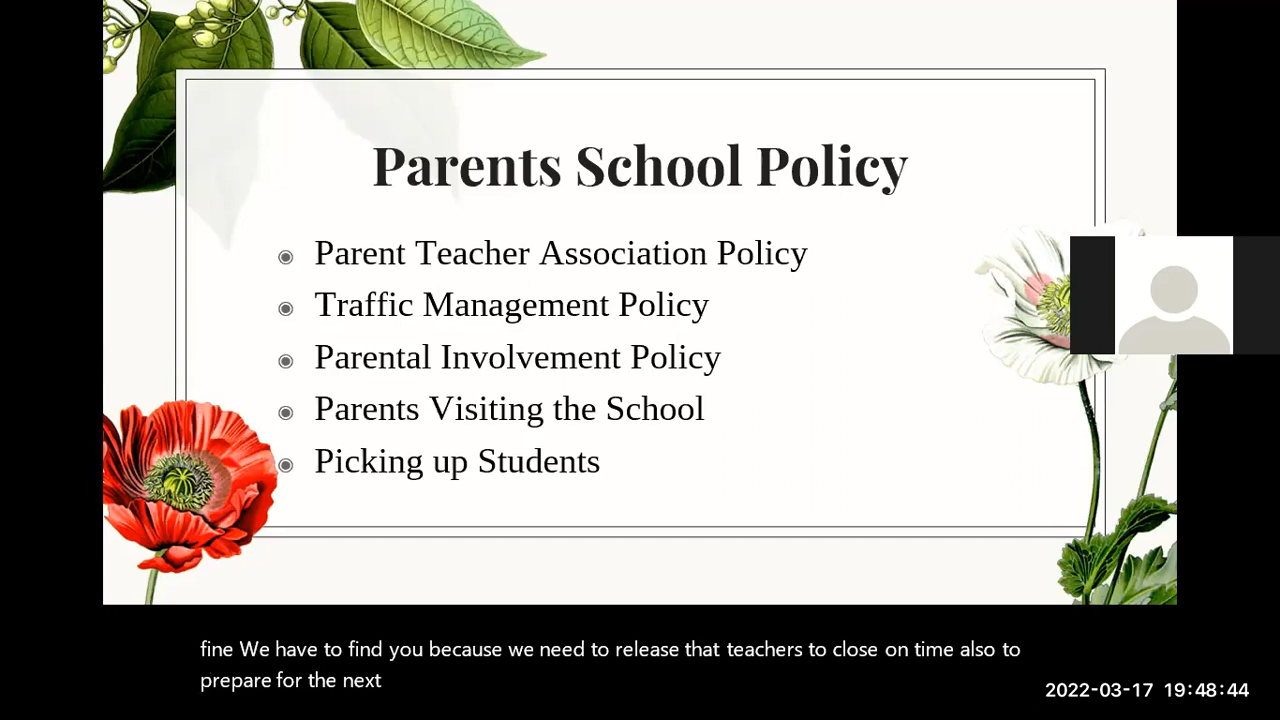 Parents School Policy
Parent Teacher Association Policy
Traffic Management Policy
Parental Involvement Policy
Parents Visiting the School
Picking up Students
fine We have to find you because we need to release that teachers to close on time also to
prepare for the next
2022-03-17 19:48:44